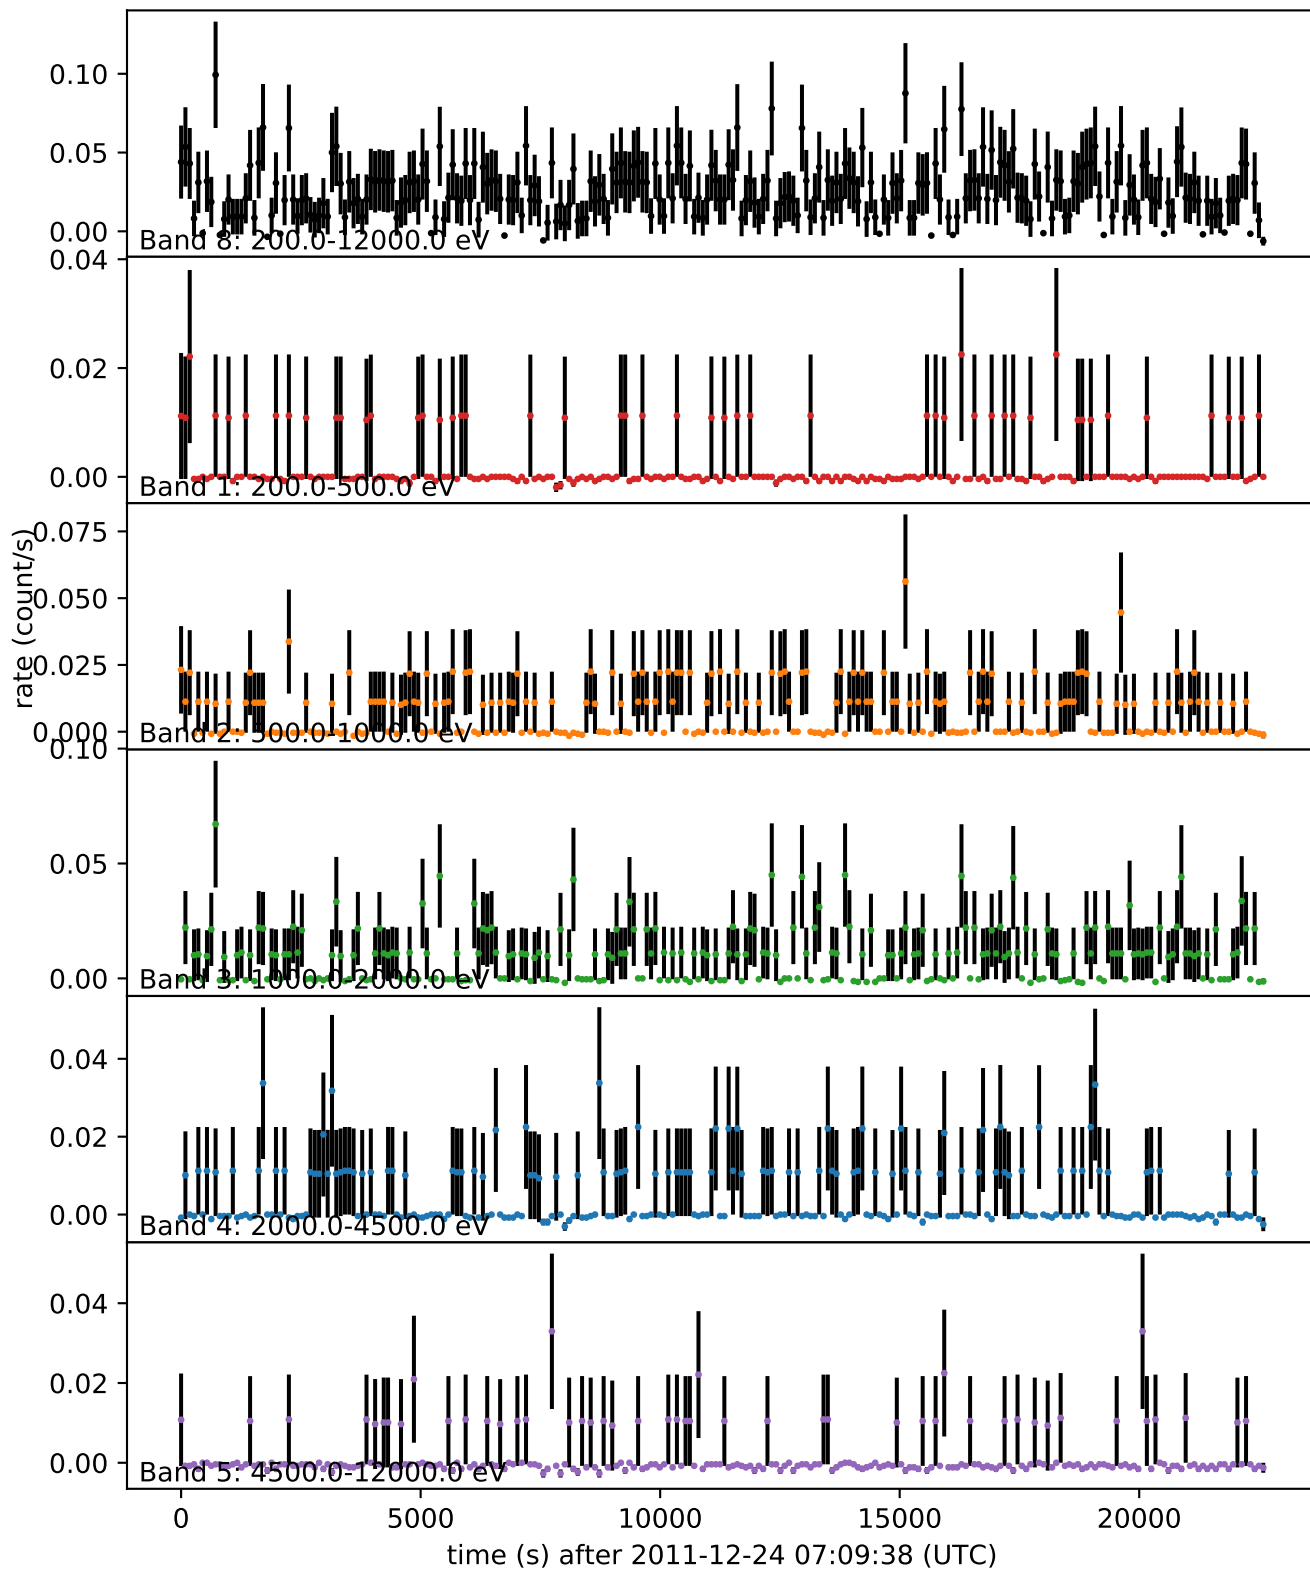 0.10
0.05
0.00
Band 8: 200.0-12000.0 eV
0.04
0.02
0.00
Band 1: 200.0-500.0 eV
rate (count/s)
0.075
0.050
0.025
0.000
Band 2: 500.0-1000.0 eV
0.10
0.05
0.00
Band 3: 1000.0-2000.0 eV
0.04
0.02
0.00
Band 4: 2000.0-4500.0 eV
0.04
0.02
0.00
Band 5: 4500.0-12000.0 eV
0 5000 10000 15000 20000
time (s) after 2011-12-24 07:09:38 (UTC)